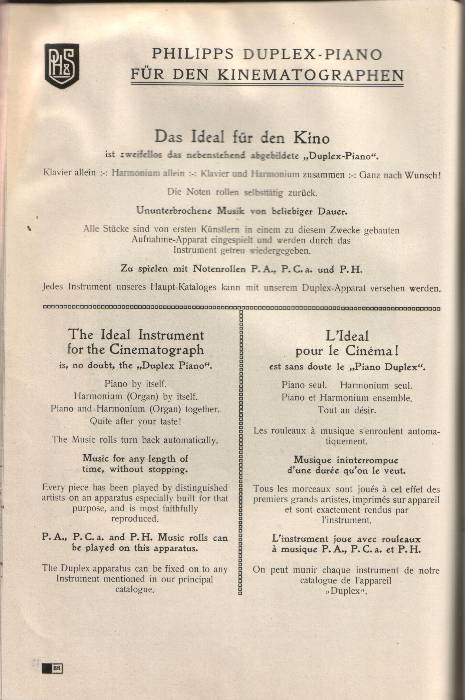 PH&S
PHILIPPS DUPLEX-PIANO
FÜR DEN KINEMATOGRAPHEN
Das Ideal für den Kino
ist zweifellos das nebenstehend abgebildete „Duplex-Piano“.
Klavier allein :-: Harmonium allein :-: Klavier und Harmonium zusammen :-: Ganz nach Wunsch!
Die Noten rollen selbsttätig zurück.
Ununterbrochene Musik von beliebiger Dauer.
Alle Stücke sind von ersten Künstlern in einem zu diesem Zwecke gebauten
Aufnahme-Apparat eingespielt und werden durch das
Instrument getreu wiedergegeben.
Zu spielen mit Notenrollen P. A., P. C. a. und P. H.
Jedes Instrument unseres Haupt-Kataloges kann mit unserem Duplex-Apparat versehen werden.
The Ideal Instrument
for the Cinematograph
is, no doubt, the „Duplex Piano“.
Piano by itself.
Harmonium (Organ) by itself.
Piano and Harmonium (Organ) together.
Quite after your taste!
The Music rolls turn back automatically.
Music for any length of
time, without stopping.
Every piece has been played by distinguished
artists on an apparatus especially built for that
purpose, and is most faithfully
reproduced.
P. A., P. C. a. and P. H. Music rolls can
be played on this apparatus.
The Duplex apparatus can be fixed on to any
Instrument mentioned in our principal
catalogue.
L'Ideal
pour le Cinéma!
est sans doute le „Piano Duplex“.
Piano seul. Harmonium seul.
Piano et Harmonium ensemble.
Tout au désir.
Les rouleaux à musique s'enroulent automa-
tiquement.
Musique ininterrompue
d'une durée qu'on le veut.
Tous les morceaux sont joués à cet effet des
premiers grands artistes, imprimés sur appareil
et sont exactement rendus par
l'instrument.
L'instrument joue avec rouleaux
à musique P. A., P. C. a. et P. H.
On peut munir chaque instrument de notre
catalogue de l'appareil
„Duplex“.